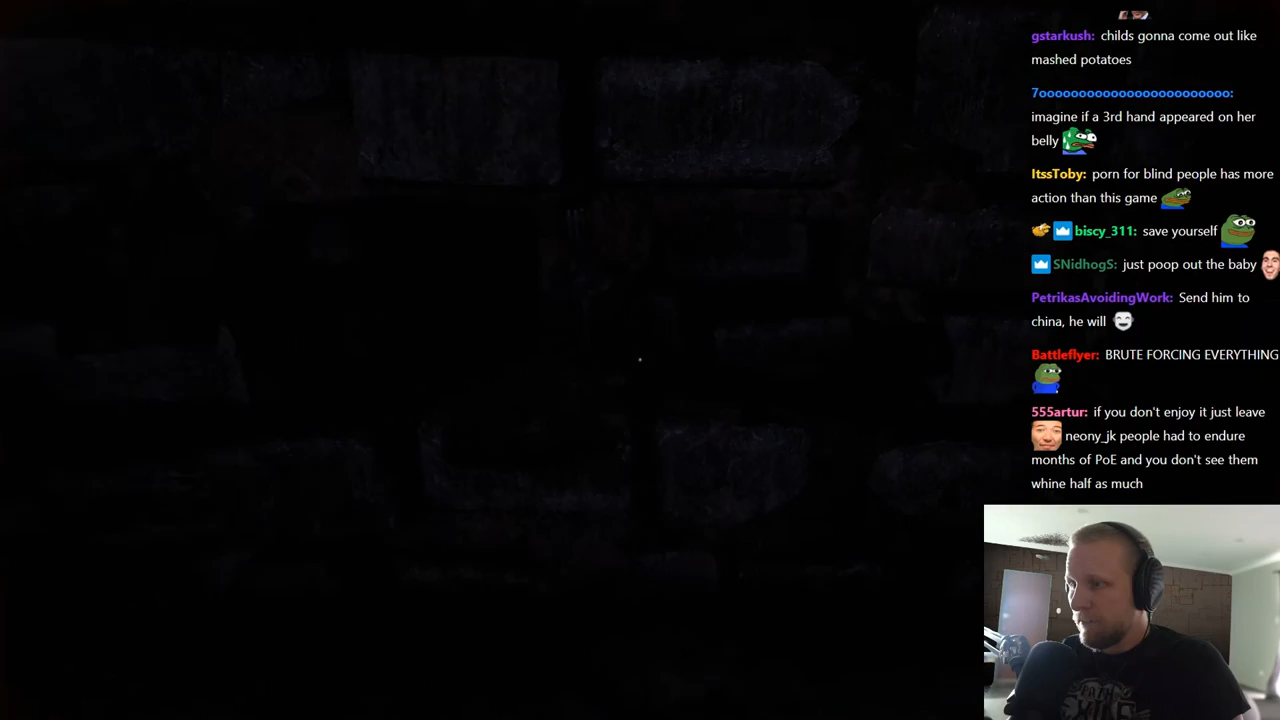 gstarkush: childs gonna come out like
mashed potatoes
7oooooooooooooooooooooooo:
imagine if a 3rd hand appeared on her
belly
ItssToby: porn for blind people has more
action than this game
biscy_311: save yourself
SNidhogS: just poop out the baby
PetrikasAvoidingWork: Send him to
china, he will
Battleflyer: BRUTE FORCING EVERYTHING
555artur: if you don't enjoy it just leave
neony_jk people had to endure
months of PoE and you don't see them
whine half as much